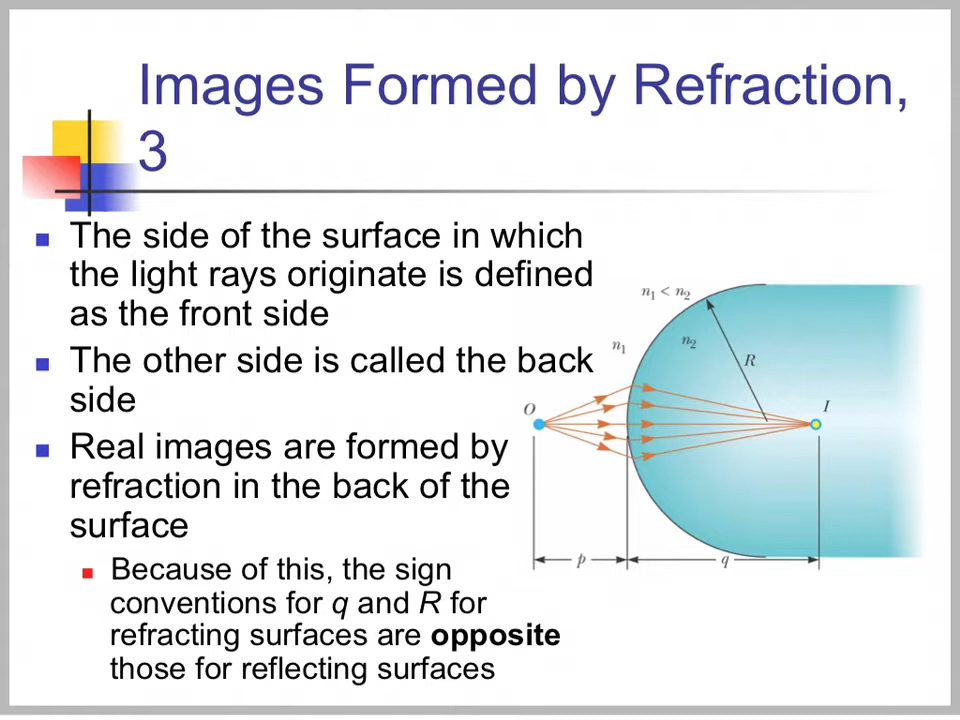 Images Formed by Refraction,
3
The side of the surface in which
the light rays originate is defined
as the front side
The other side is called the back
side
Real images are formed by
refraction in the back of the
surface
Because of this, the sign
conventions for q and R for
refracting surfaces are opposite
those for reflecting surfaces
n₁ < n₂
n₁
n₂
R
O
I
p
q